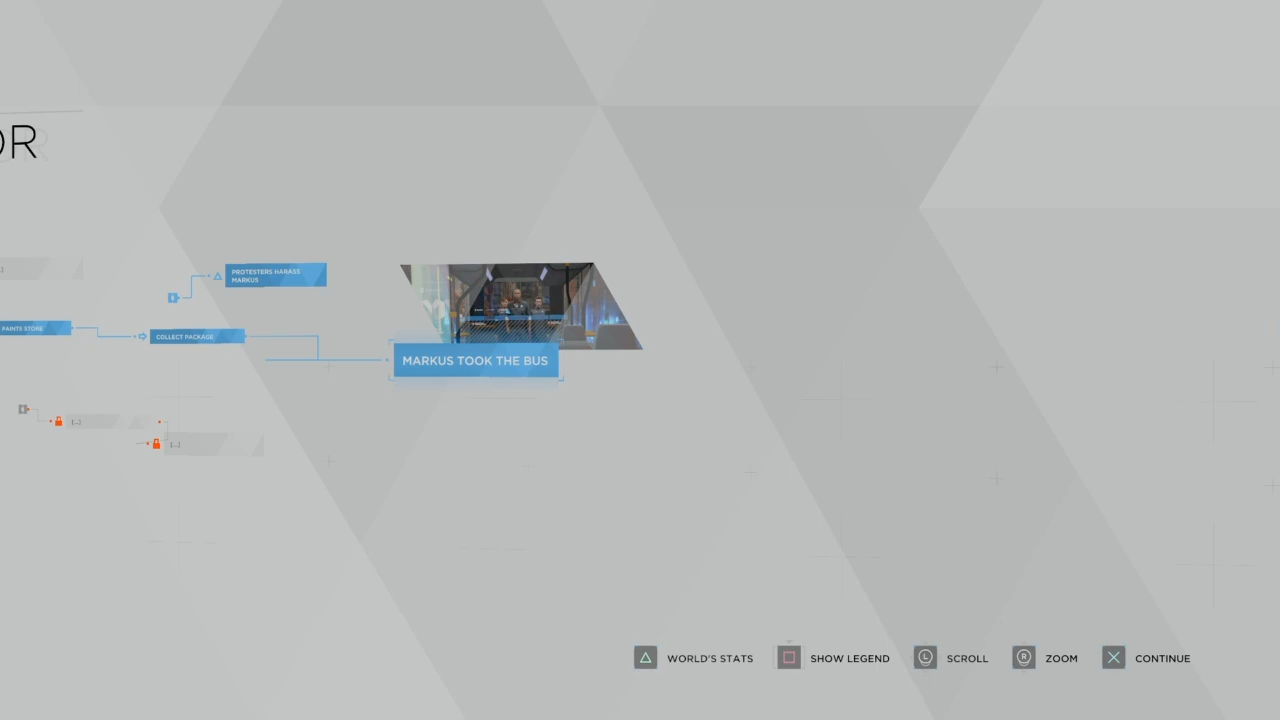 OR
PROTESTERS HARASS
MARKUS
PAINTS STORE
COLLECT PACKAGE
MARKUS TOOK THE BUS
[...]
[...]
WORLD'S STATS
L
SCROLL
SHOW LEGEND
R
ZOOM
CONTINUE